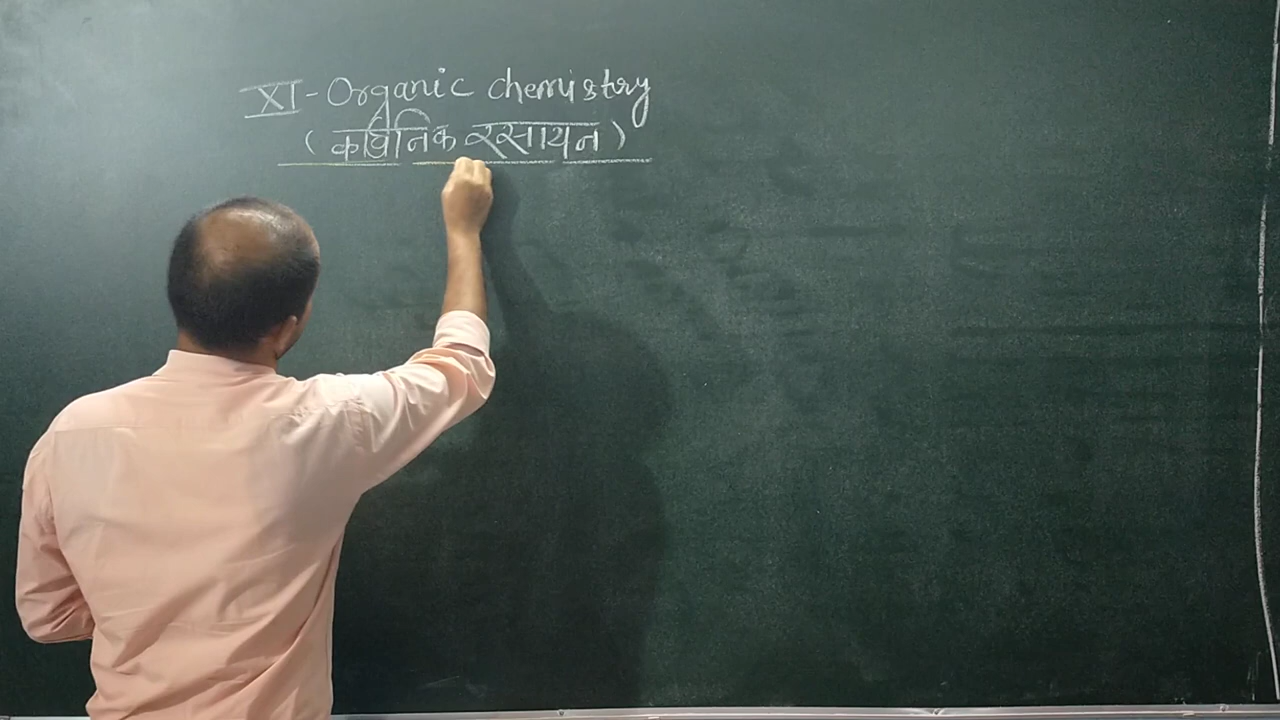 XI - Organic chemistry
( कार्बनिक रसायन )